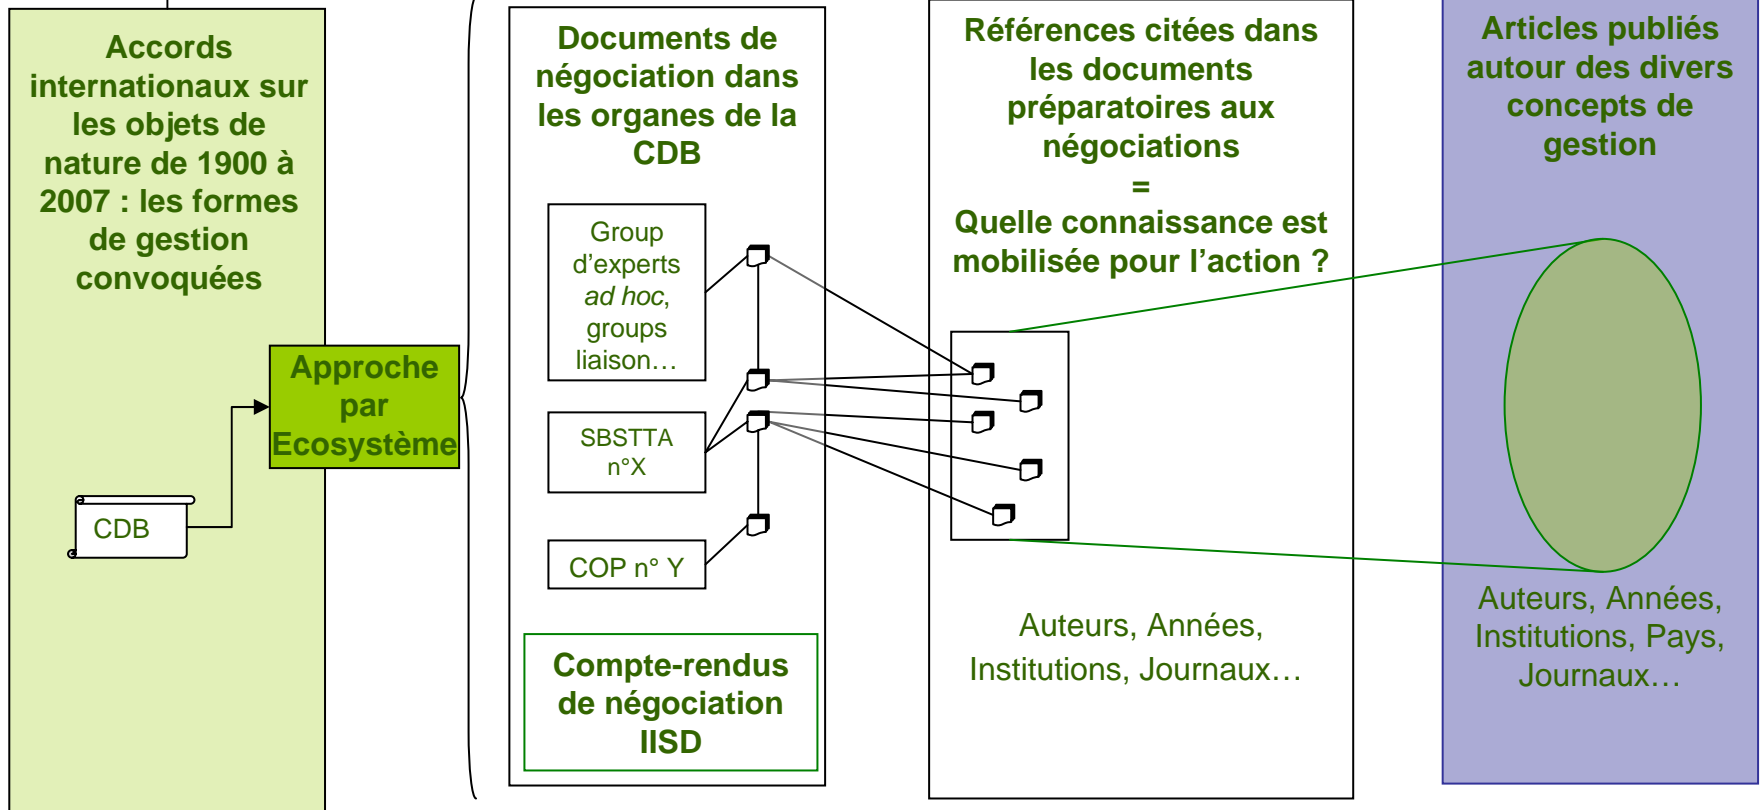 Accords
internationaux sur
les objets de
nature de 1900 à
2007 : les formes
de gestion
convoquées
Approche
par
Ecosystème
CDB
Documents de
négociation dans
les organes de la
CDB
Group
d'experts
ad hoc,
groups
liaison…
SBSTTA
n°X
COP n° Y
Compte-rendus
de négociation
IISD
Références citées dans
les documents
préparatoires aux
négociations
=
Quelle connaissance est
mobilisée pour l'action ?
Auteurs, Années,
Institutions, Journaux…
Articles publiés
autour des divers
concepts de
gestion
Auteurs, Années,
Institutions, Pays,
Journaux…